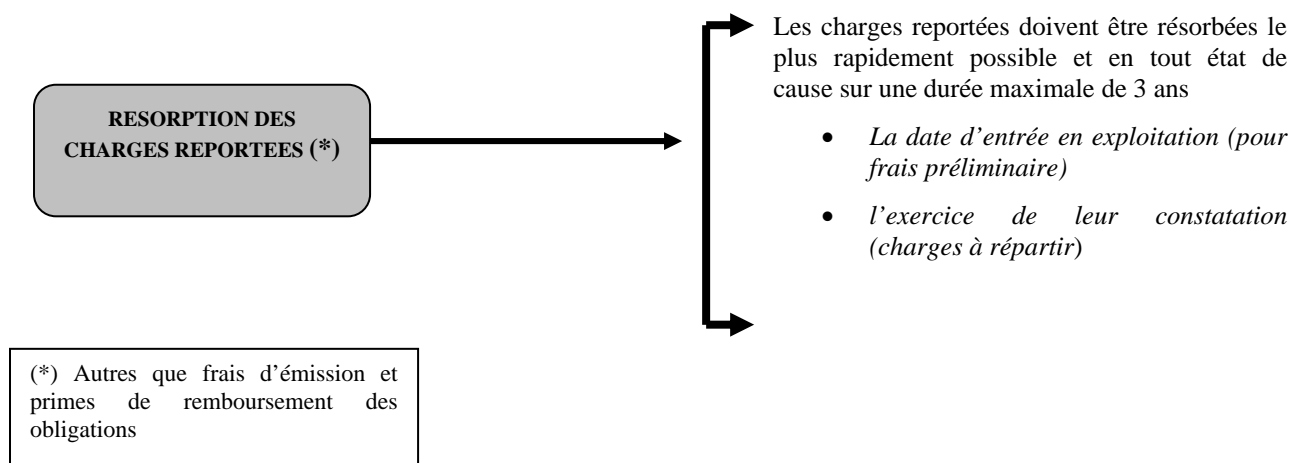 RESORPTION DES
CHARGES REPORTEES (*)
Les charges reportées doivent être résorbées le
plus rapidement possible et en tout état de
cause sur une durée maximale de 3 ans
• La date d’entrée en exploitation (pour
frais préliminaire)
• l’exercice de leur constatation
(charges à répartir)
(*) Autres que frais d’émission et
primes de remboursement des
obligations